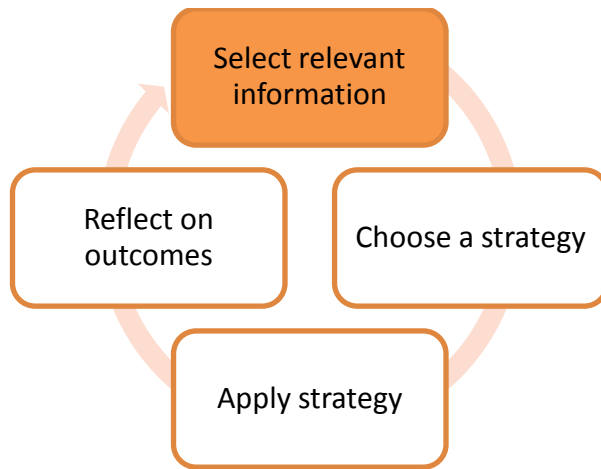 Select relevant
information
Choose a strategy
Apply strategy
Reflect on
outcomes